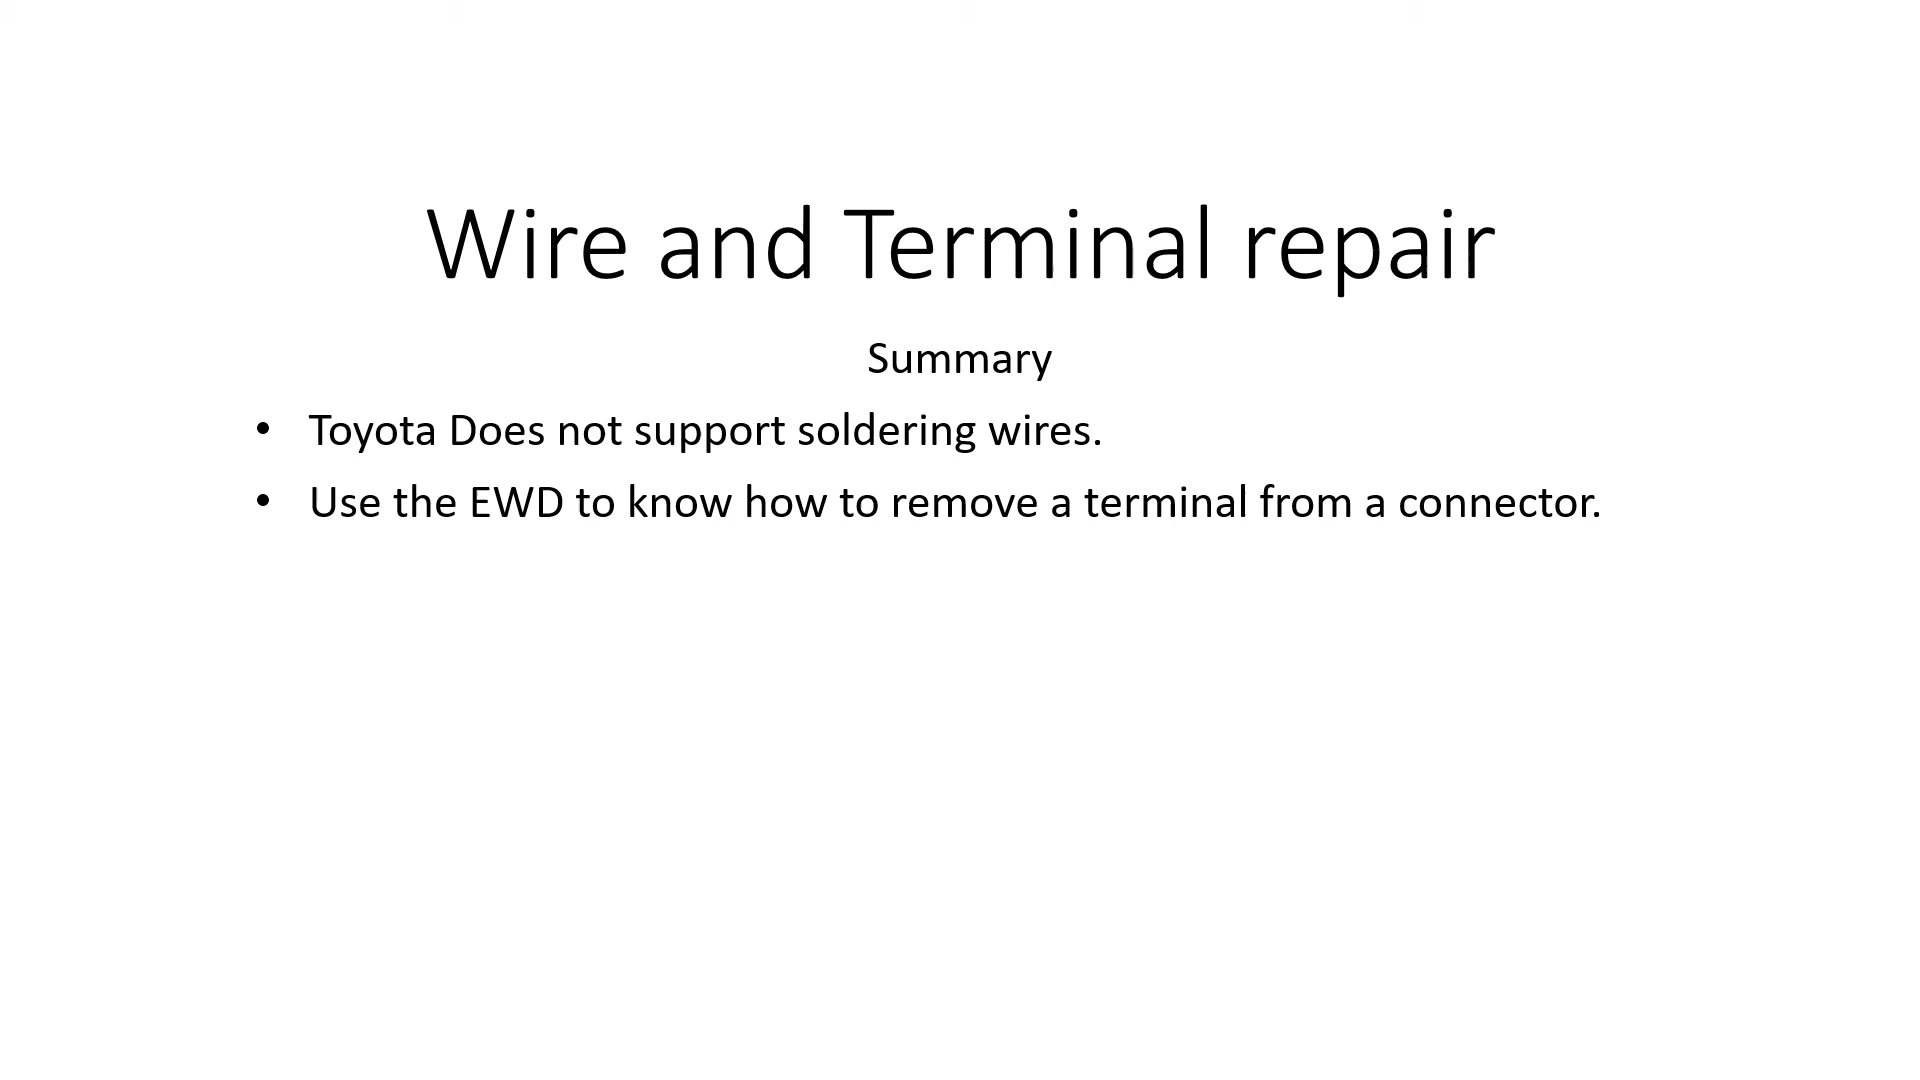 Wire and Terminal repair
Summary
• Toyota Does not support soldering wires.
• Use the EWD to know how to remove a terminal from a connector.